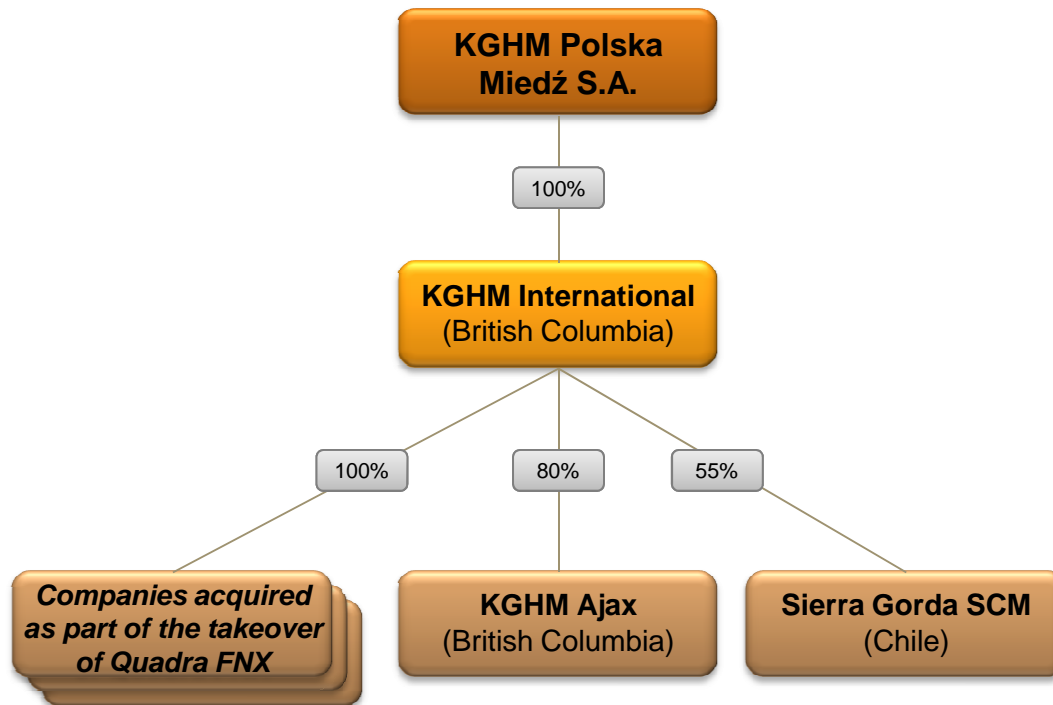 KGHM Polska
Miedź S.A.
100%
KGHM International
(British Columbia)
100%
80%
55%
Companies acquired
as part of the takeover
of Quadra FNX
KGHM Ajax
(British Columbia)
Sierra Gorda SCM
(Chile)